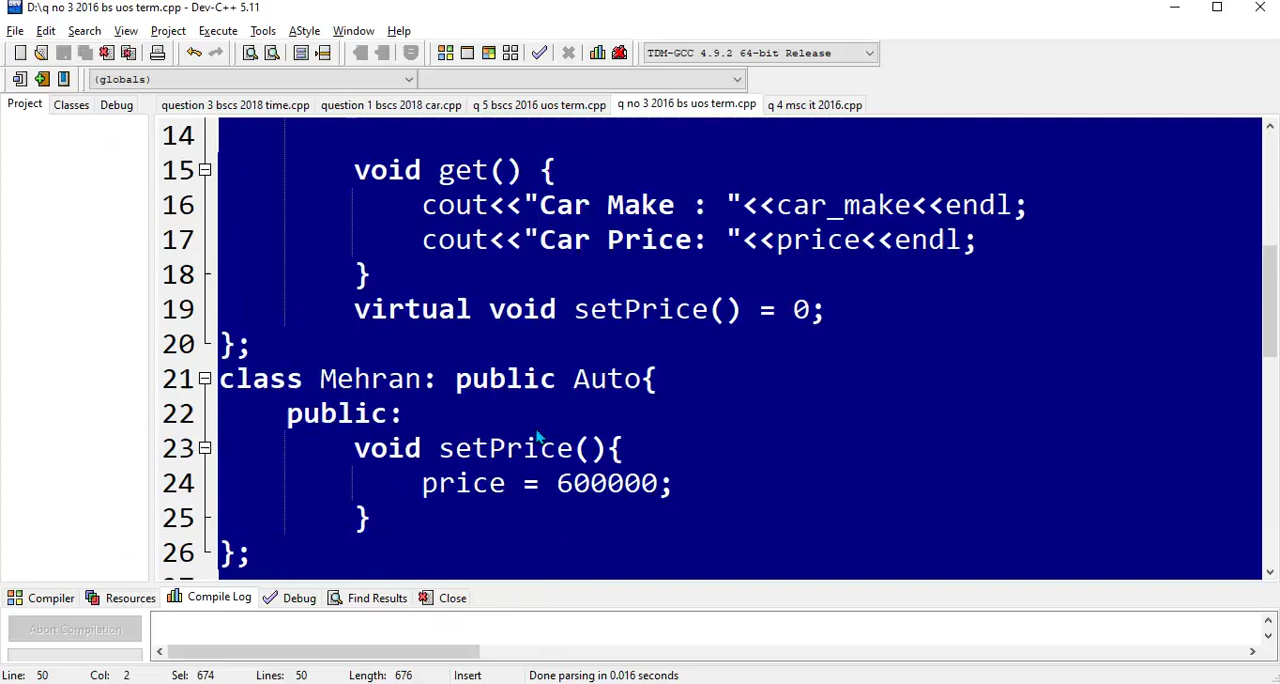 D:\q no 3 2016 bs uos term.cpp - Dev-C++ 5.11
File Edit Search View Project Execute Tools AStyle Window Help
TDM-GCC 4.9.2 64-bit Release
(globals)
Project Classes Debug question 3 bscs 2018 time.cpp question 1 bscs 2018 car.cpp q 5 bscs 2016 uos term.cpp q no 3 2016 bs uos term.cpp q 4 msc it 2016.cpp
14
15 void get() {
16 cout<<"Car Make : "<<car_make<<endl;
17 cout<<"Car Price: "<<price<<endl;
18 }
19 virtual void setPrice() = 0;
20 };
21 class Mehran: public Auto{
22 public:
23 void setPrice(){
24 price = 600000;
25 }
26 };
Compiler Resources Compile Log Debug Find Results Close
Abort Compilation
Line: 50 Col: 2 Sel: 674 Lines: 50 Length: 676 Insert Done parsing in 0.016 seconds